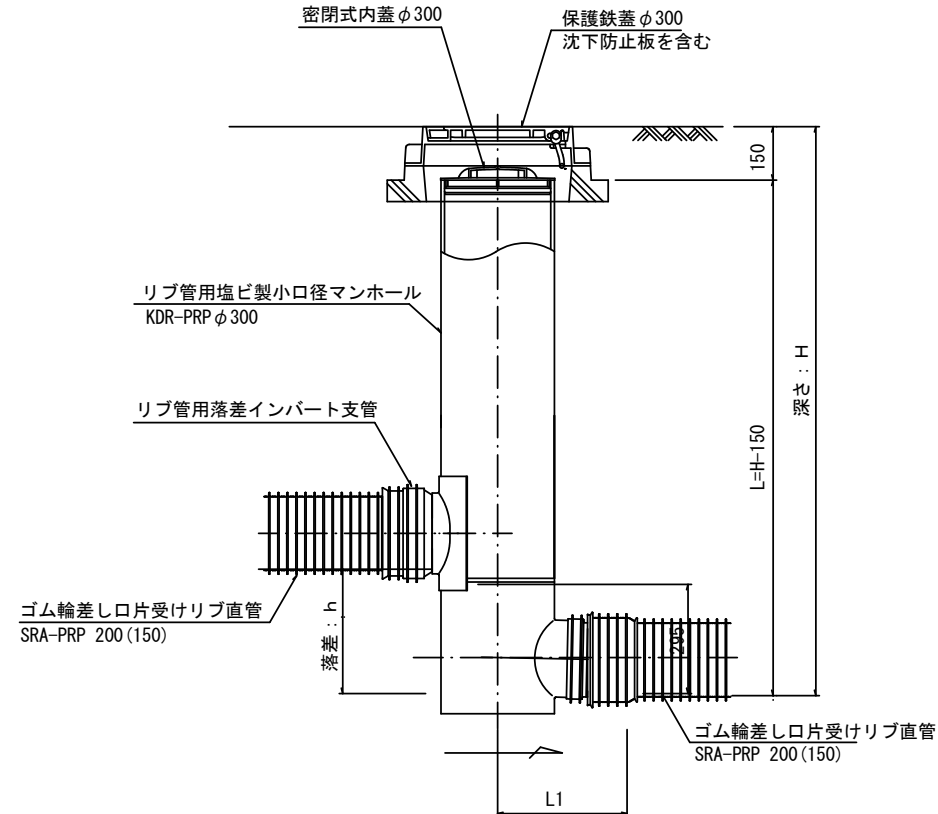 密閉式内蓋φ300
保護鉄蓋φ300
沈下防止板を含む
150
リブ管用塩ビ製小口径マンホール
KDR-PRPφ300
深さ：H
L=H-150
リブ管用落差インバート支管
ゴム輪差し口片受けリブ直管
SRA-PRP 200(150)
落差：h
295
ゴム輪差し口片受けリブ直管
SRA-PRP 200(150)
L1